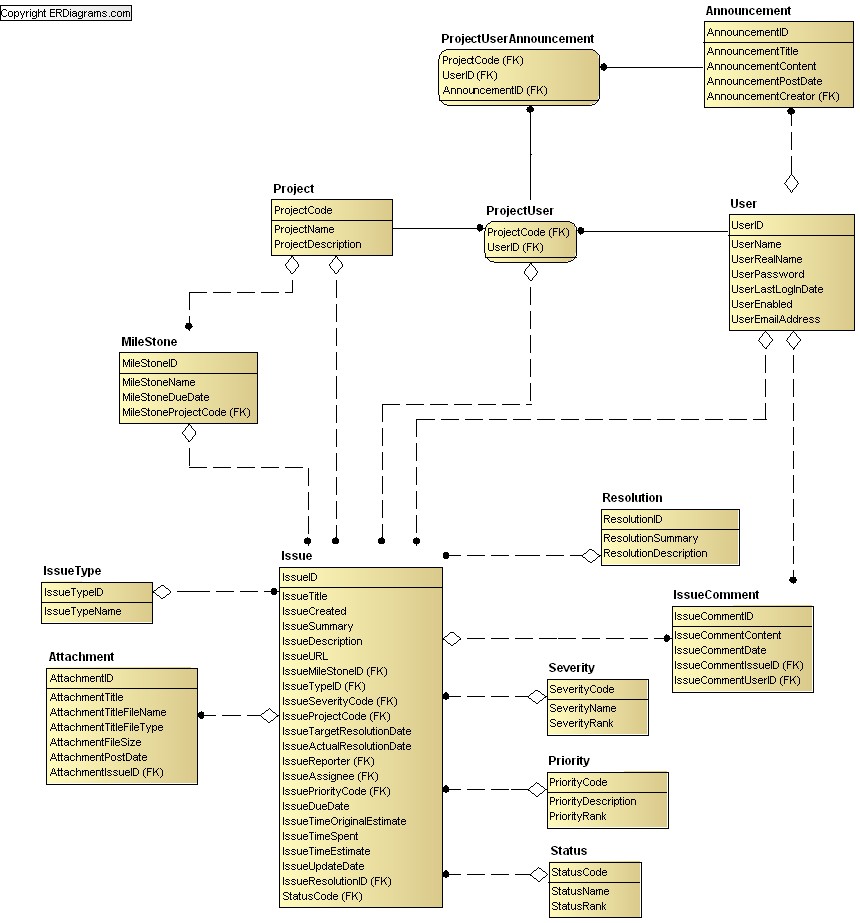 Copyright ERDiagrams.com
Announcement
AnnouncementID
AnnouncementTitle
AnnouncementContent
AnnouncementPostDate
AnnouncementCreator (FK)
ProjectUserAnnouncement
ProjectCode (FK)
UserID (FK)
AnnouncementID (FK)
Project
ProjectCode
ProjectName
ProjectDescription
ProjectUser
ProjectCode (FK)
UserID (FK)
User
UserID
UserName
UserRealName
UserPassword
UserLastLogInDate
UserEnabled
UserEmailAddress
MileStone
MileStoneID
MileStoneName
MileStoneDueDate
MileStoneProjectCode (FK)
Resolution
ResolutionID
ResolutionSummary
ResolutionDescription
IssueType
IssueTypeID
IssueTypeName
Issue
IssueID
IssueTitle
IssueCreated
IssueSummary
IssueDescription
IssueURL
IssueMileStoneID (FK)
IssueTypeID (FK)
IssueSeverityCode (FK)
IssueProjectCode (FK)
IssueTargetResolutionDate
IssueActualResolutionDate
IssueReporter (FK)
IssueAssignee (FK)
IssuePriorityCode (FK)
IssueDueDate
IssueTimeOriginalEstimate
IssueTimeSpent
IssueTimeEstimate
IssueUpdateDate
IssueResolutionID (FK)
StatusCode (FK)
IssueComment
IssueCommentID
IssueCommentContent
IssueCommentDate
IssueCommentIssueID (FK)
IssueCommentUserID (FK)
Attachment
AttachmentID
AttachmentTitle
AttachmentTitleFileName
AttachmentTitleFileType
AttachmentFileSize
AttachmentPostDate
AttachmentIssueID (FK)
Severity
SeverityCode
SeverityName
SeverityRank
Priority
PriorityCode
PriorityDescription
PriorityRank
Status
StatusCode
StatusName
StatusRank